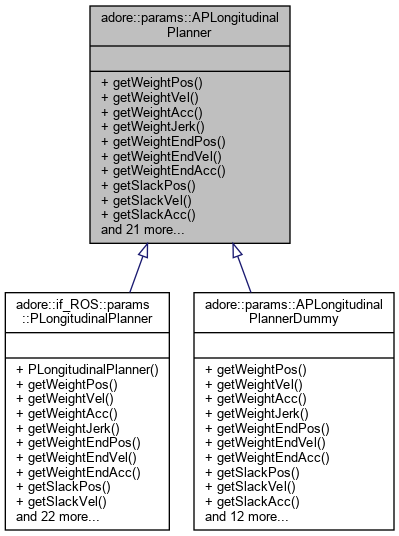 adore::params::APLongitudinal
Planner
+ getWeightPos()
+ getWeightVel()
+ getWeightAcc()
+ getWeightJerk()
+ getWeightEndPos()
+ getWeightEndVel()
+ getWeightEndAcc()
+ getSlackPos()
+ getSlackVel()
+ getSlackAcc()
and 21 more...
adore::if_ROS::params
::PLongitudinalPlanner
+ PLongitudinalPlanner()
+ getWeightPos()
+ getWeightVel()
+ getWeightAcc()
+ getWeightJerk()
+ getWeightEndPos()
+ getWeightEndVel()
+ getWeightEndAcc()
+ getSlackPos()
+ getSlackVel()
and 22 more...
adore::params::APLongitudinal
PlannerDummy
+ getWeightPos()
+ getWeightVel()
+ getWeightAcc()
+ getWeightJerk()
+ getWeightEndPos()
+ getWeightEndVel()
+ getWeightEndAcc()
+ getSlackPos()
+ getSlackVel()
+ getSlackAcc()
and 12 more...